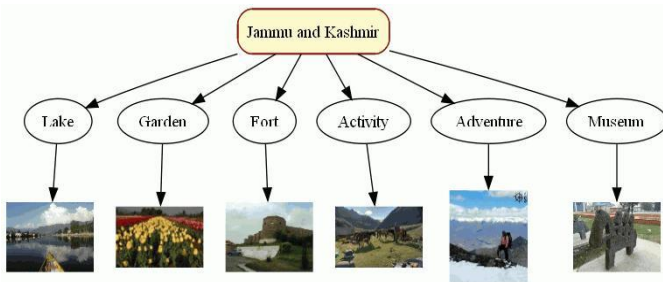 Jammu and Kashmir
Lake
Garden
Fort
Activity
Adventure
Museum